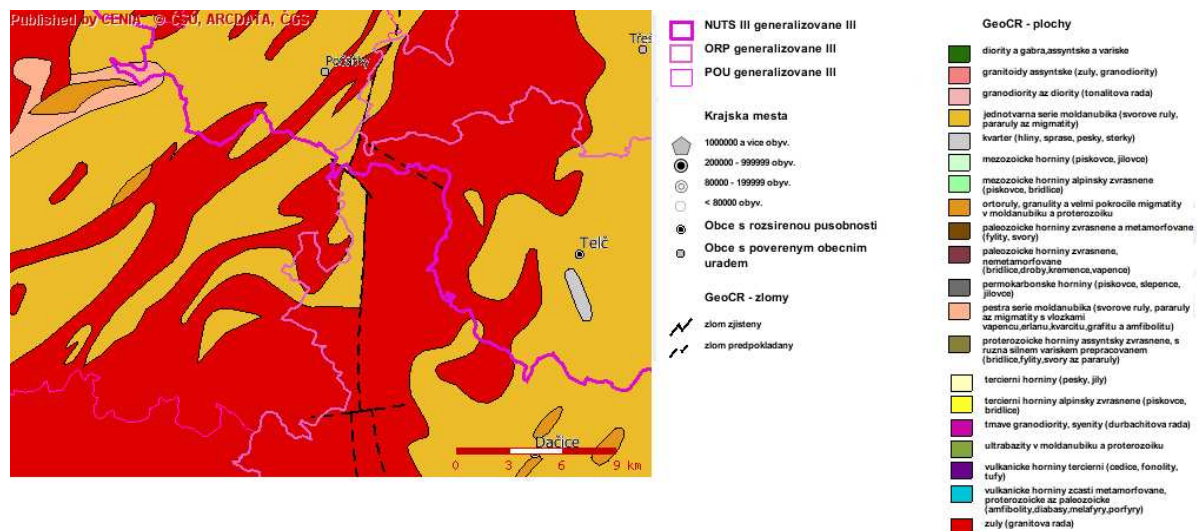 Published by CENIA © ČSÚ, ARCDATA, ČGS
Třeš
Počátky
Telč
Dačice
0 3 6 9 km
NUTS III generalizovane III
ORP generalizovane III
POU generalizovane III
Krajska mesta
1000000 a vice obyv.
200000 - 999999 obyv.
80000 - 199999 obyv.
< 80000 obyv.
Obce s rozsirenou pusobnosti
Obce s poverenym obecnim
uradem
GeoCR - zlomy
zlom zjisteny
zlom predpokladany
GeoCR - plochy
diority a gabra,assyntske a variske
granitoidy assyntske (zuly, granodiority)
granodiority az diority (tonalitova rada)
jednotvarna serie moldanubika (svorove ruly,
pararuly az migmatity)
kvarter (hliny, sprase, pesky, sterky)
mezozoicke horniny (piskovce, jilovce)
mezozoicke horniny alpinsky zvrasnene
(piskovce, bridlice)
ortoruly, granulity a velmi pokrocile migmatity
v moldanubiku a proterozoiku
paleozoicke horniny zvrasnene a metamorfovane
(fylity, svory)
paleozoicke horniny zvrasnene,
nemetamorfovane
(bridlice,droby,kremence,vapence)
permokarbonske horniny (piskovce, slepence,
jilovce)
pestra serie moldanubika (svorove ruly, pararuly
az migmatity s vlozkami
vapencu,erlanu,kvarcitu,grafitu a amfibolitu)
proterozoicke horniny assyntsky zvrasnene, s
ruzna silnem variskem prepracovanem
(bridlice,fylity,svory az pararuly)
tercierni horniny (pesky, jily)
tercierni horniny alpinsky zvrasnene (piskovce,
bridlice)
tmave granodiority, syenity (durbachitova rada)
ultrabazity v moldanubiku a proterozoiku
vulkanicke horniny tercierni (cedice, fonolity,
tufy)
vulkanicke horniny zcasti metamorfovane,
proterozoicke az paleozoicke
(amfibolity,diabasy,melafyry,porfyry)
zuly (granitova rada)